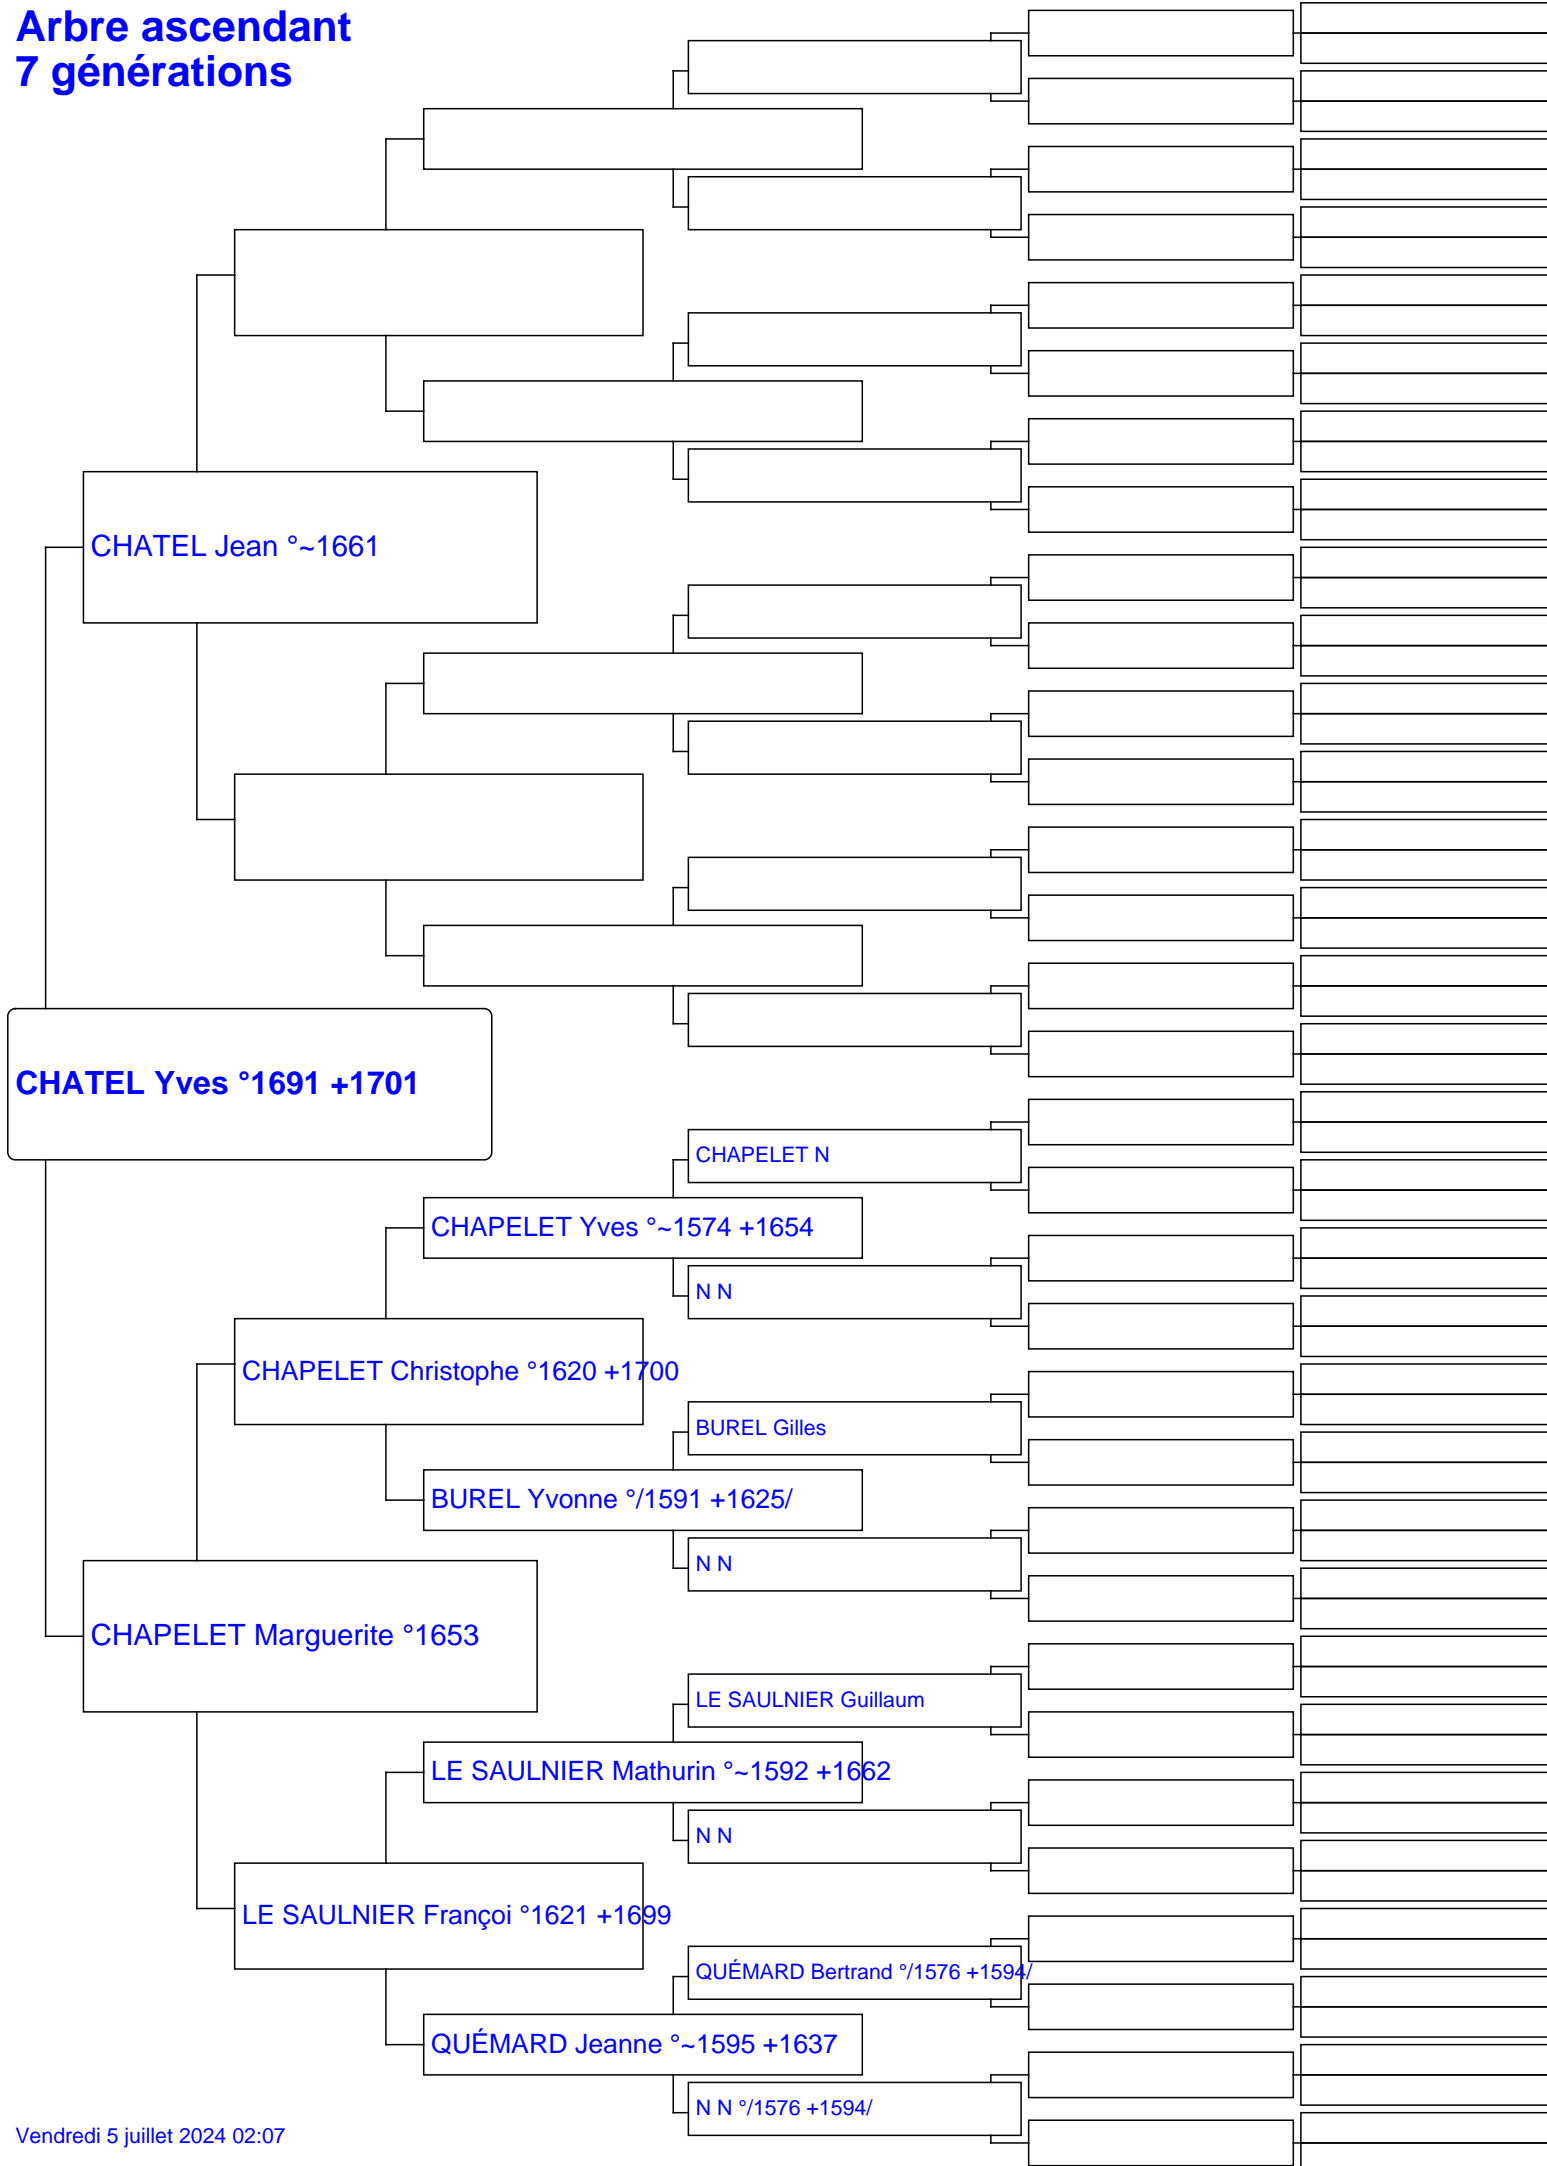 Arbre ascendant
7 générations
CHATEL Jean °~1661
CHATEL Yves °1691 +1701
CHAPELET N
CHAPELET Yves °~1574 +1654
N N
CHAPELET Christophe °1620 +1700
BUREL Gilles
BUREL Yvonne °/1591 +1625/
N N
CHAPELET Marguerite °1653
LE SAULNIER Guillaum
LE SAULNIER Mathurin °~1592 +1662
N N
LE SAULNIER Françoi °1621 +1699
QUÉMARD Bertrand °/1576 +1594/
QUÉMARD Jeanne °~1595 +1637
N N °/1576 +1594/
Vendredi 5 juillet 2024 02:07